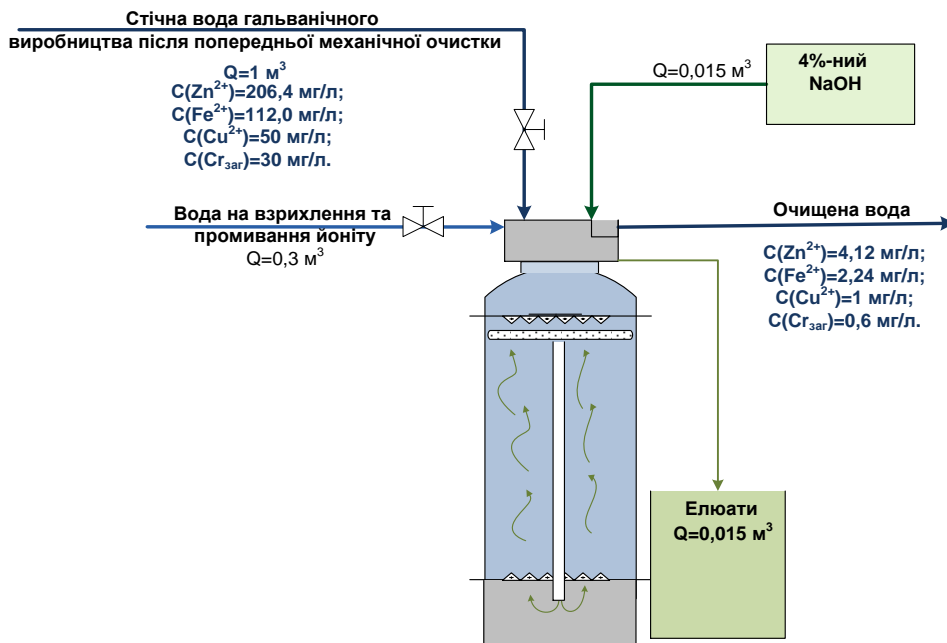 Стічна вода гальванічного
виробництва після попередньої механічної очистки
Q=1 м³
C(Zn²⁺)=206,4 мг/л;
C(Fe²⁺)=112,0 мг/л;
C(Cu²⁺)=50 мг/л;
C(Crзаг)=30 мг/л.
Q=0,015 м³
4%-ний
NaOH
Вода на взрихлення та
промивання йоніту
Q=0,3 м³
Очищена вода
C(Zn²⁺)=4,12 мг/л;
C(Fe²⁺)=2,24 мг/л;
C(Cu²⁺)=1 мг/л;
C(Crзаг)=0,6 мг/л.
Елюати
Q=0,015 м³